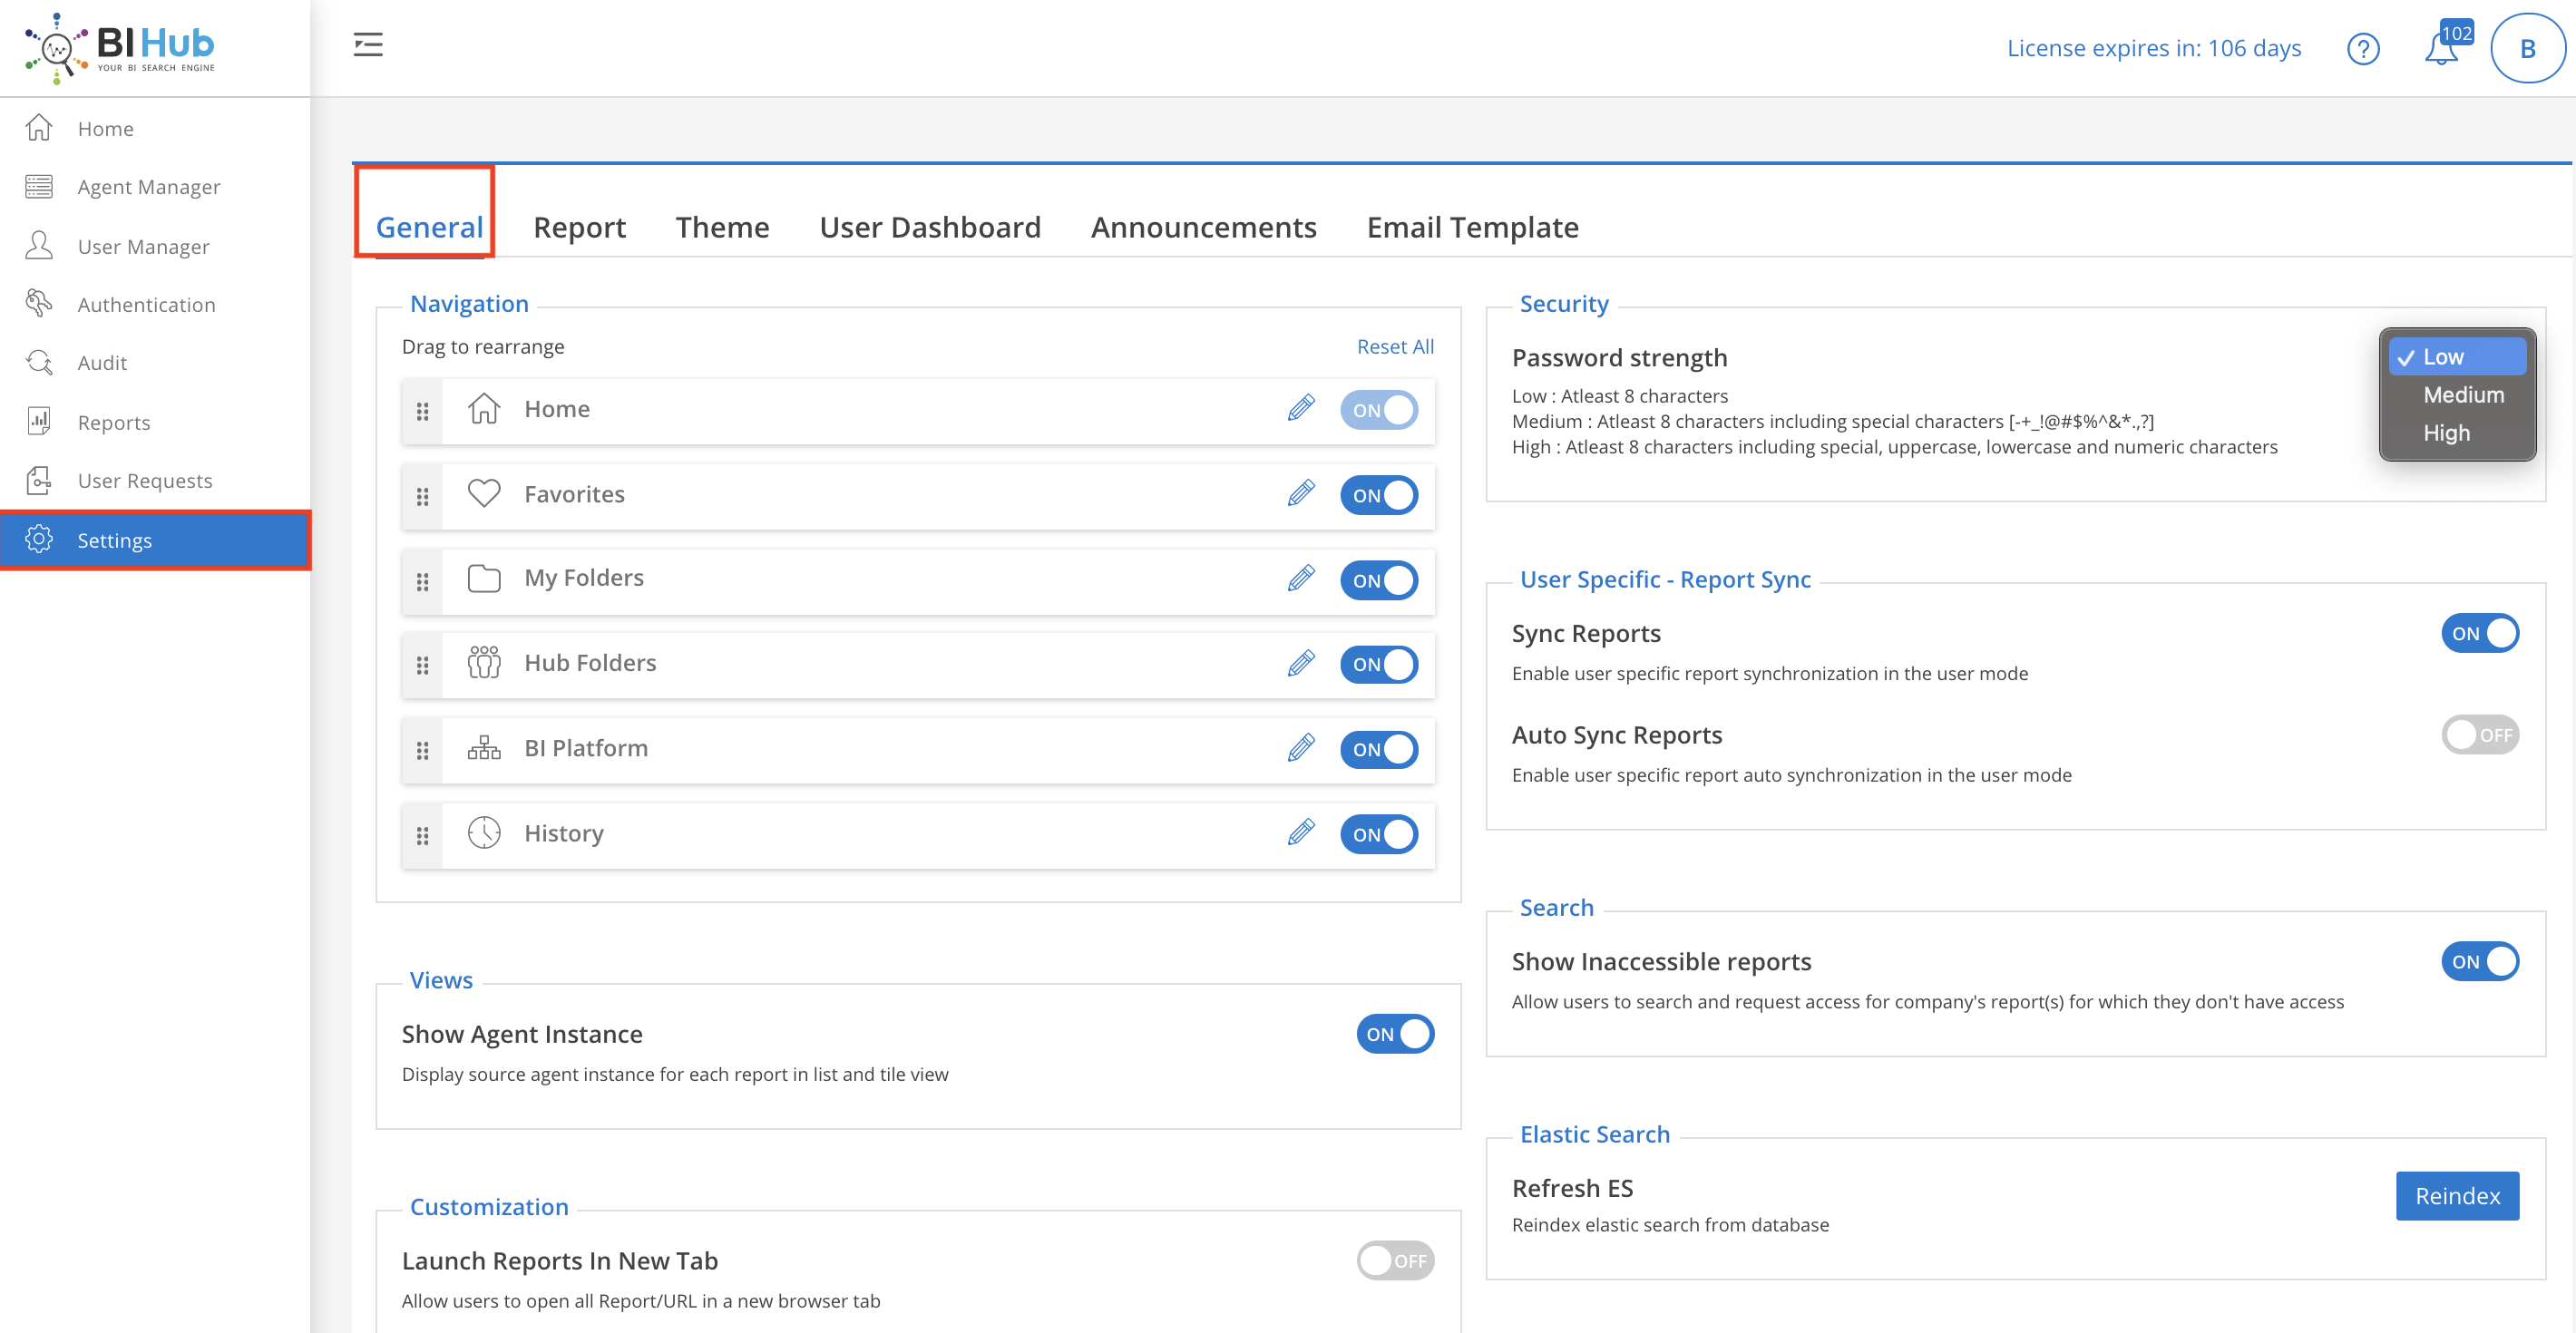 BI Hub
YOUR BI SEARCH ENGINE
License expires in: 106 days
?
102
B
Home
Agent Manager
User Manager
Authentication
Audit
Reports
User Requests
Settings
General
Report
Theme
User Dashboard
Announcements
Email Template
Navigation
Drag to rearrange
Reset All
Home
ON
Favorites
ON
My Folders
ON
Hub Folders
ON
BI Platform
ON
History
ON
Views
Show Agent Instance
ON
Display source agent instance for each report in list and tile view
Customization
Launch Reports In New Tab
OFF
Allow users to open all Report/URL in a new browser tab
Security
Password strength
Low : Atleast 8 characters
Medium : Atleast 8 characters including special characters [-+_!@#$%^&*.,?]
High : Atleast 8 characters including special, uppercase, lowercase and numeric characters
Low
Medium
High
User Specific - Report Sync
Sync Reports
ON
Enable user specific report synchronization in the user mode
Auto Sync Reports
OFF
Enable user specific report auto synchronization in the user mode
Search
Show Inaccessible reports
ON
Allow users to search and request access for company's report(s) for which they don't have access
Elastic Search
Refresh ES
Reindex elastic search from database
Reindex